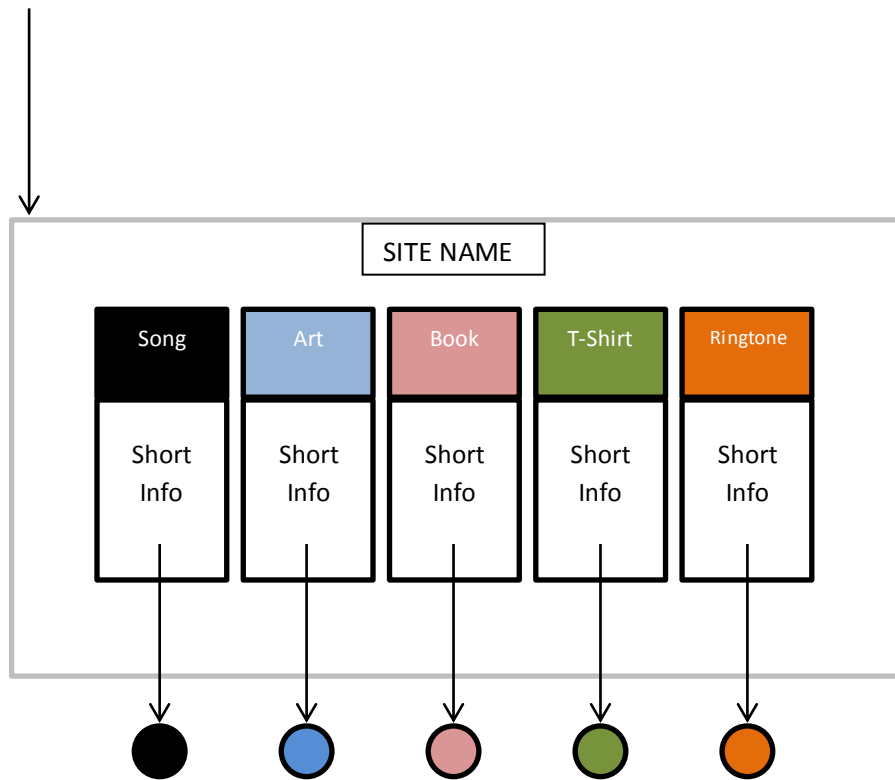 SITE NAME
Song
Art
Book
T-Shirt
Ringtone
Short
Info
Short
Info
Short
Info
Short
Info
Short
Info